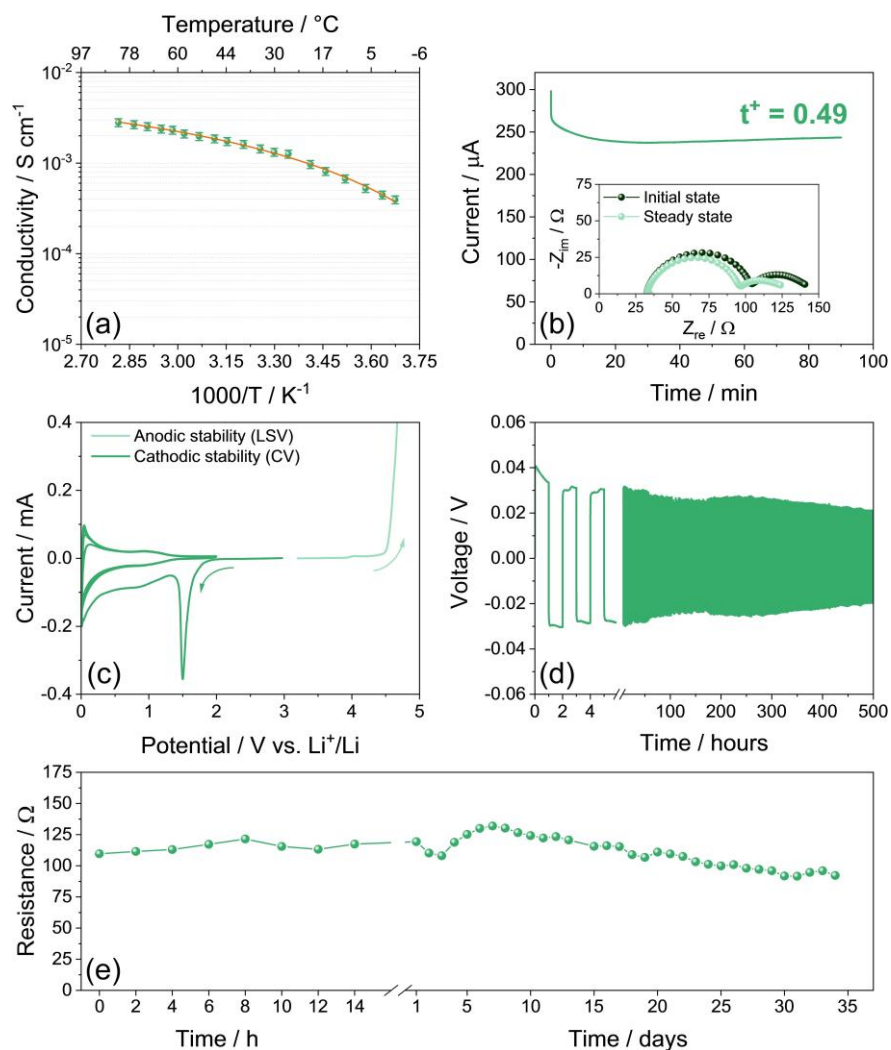 Temperature / °C
97 78 60 44 30 17 5 -6
10⁻²
10⁻³
10⁻⁴
10⁻⁵
Conductivity / S cm⁻¹
(a)
2.70 2.85 3.00 3.15 3.30 3.45 3.60 3.75
1000/T / K⁻¹
300
250
200
150
100
50
0
Current / μA
t⁺ = 0.49
75
50
25
0
-Z_im / Ω
Initial state
Steady state
0 25 50 75 100 125 150
Z_re / Ω
(b)
0 20 40 60 80 100
Time / min
0.4
0.2
0.0
-0.2
-0.4
Current / mA
Anodic stability (LSV)
Cathodic stability (CV)
(c)
0 1 2 3 4 5
Potential / V vs. Li⁺/Li
0.06
0.04
0.02
0.00
-0.02
-0.04
-0.06
Voltage / V
(d)
0 2 4 100 200 300 400 500
Time / hours
175
150
125
100
75
50
25
0
Resistance / Ω
(e)
0 2 4 6 8 10 12 14 1 5 10 15 20 25 30 35
Time / h
Time / days